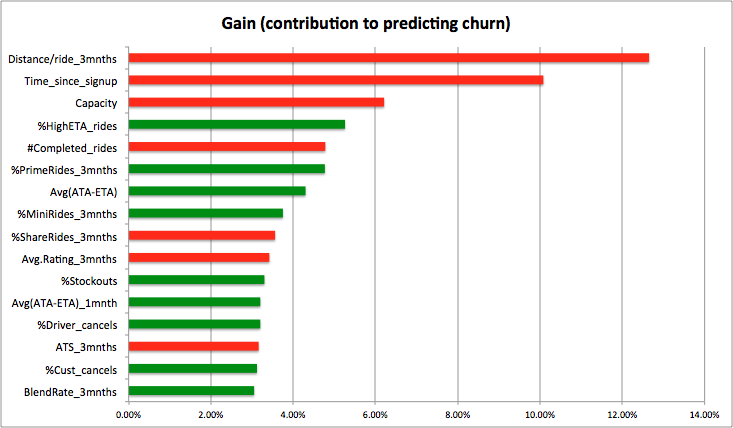 Gain (contribution to predicting churn)
Distance/ride_3mnths
Time_since_signup
Capacity
%HighETA_rides
#Completed_rides
%PrimeRides_3mnths
Avg(ATA-ETA)
%MiniRides_3mnths
%ShareRides_3mnths
Avg.Rating_3mnths
%Stockouts
Avg(ATA-ETA)_1mnth
%Driver_cancels
ATS_3mnths
%Cust_cancels
BlendRate_3mnths
0.00% 2.00% 4.00% 6.00% 8.00% 10.00% 12.00% 14.00%